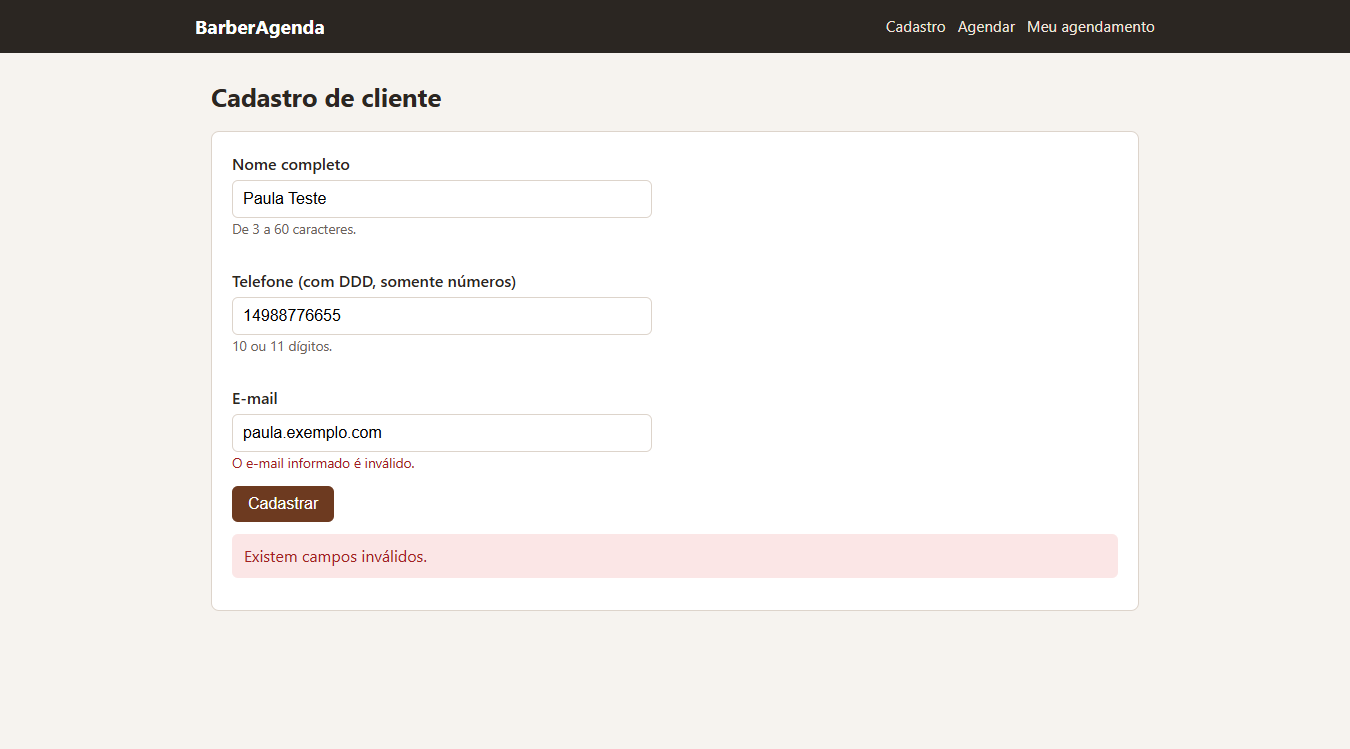 BarberAgenda
Cadastro Agendar Meu agendamento
Cadastro de cliente
Nome completo
Paula Teste
De 3 a 60 caracteres.
Telefone (com DDD, somente números)
14988776655
10 ou 11 dígitos.
E-mail
paula.exemplo.com
O e-mail informado é inválido.
Cadastrar
Existem campos inválidos.